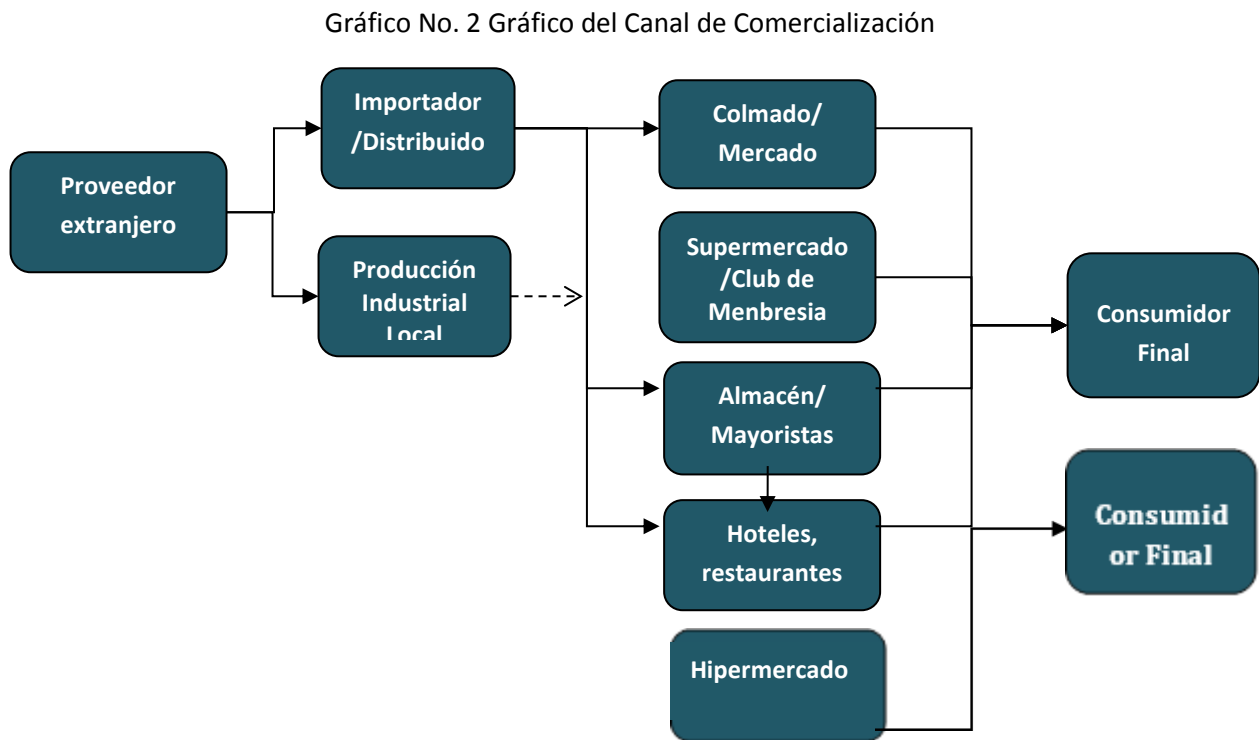 Gráfico No. 2 Gráfico del Canal de Comercialización
Proveedor
extranjero
Importador
/Distribuido
Producción
Industrial
Local
Colmado/
Mercado
Supermercado
/Club de
Menbresia
Almacén/
Mayoristas
Hoteles,
restaurantes
Hipermercado
Consumidor
Final
Consumid
or Final